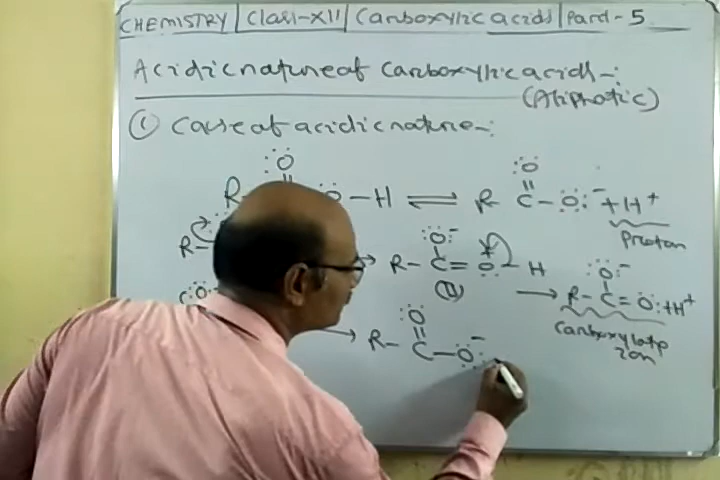 CHEMISTRY | Class-XII | Carboxylic acids | Part-5
Acidic nature of Carboxylic acids-:
(Aliphatic)
① Cause of acidic nature-:
:Ö:
R- Ö-H ⇌ R-C(=Ö:)-Ö:⁻ + H⁺
Proton
R- → R-C(-Ö:⁻)=Ö-H → R-C(-Ö:⁻)=Ö: + H⁺
(II)
Carboxylate
ion
:Ö: → R-C(=Ö:)-Ö:⁻